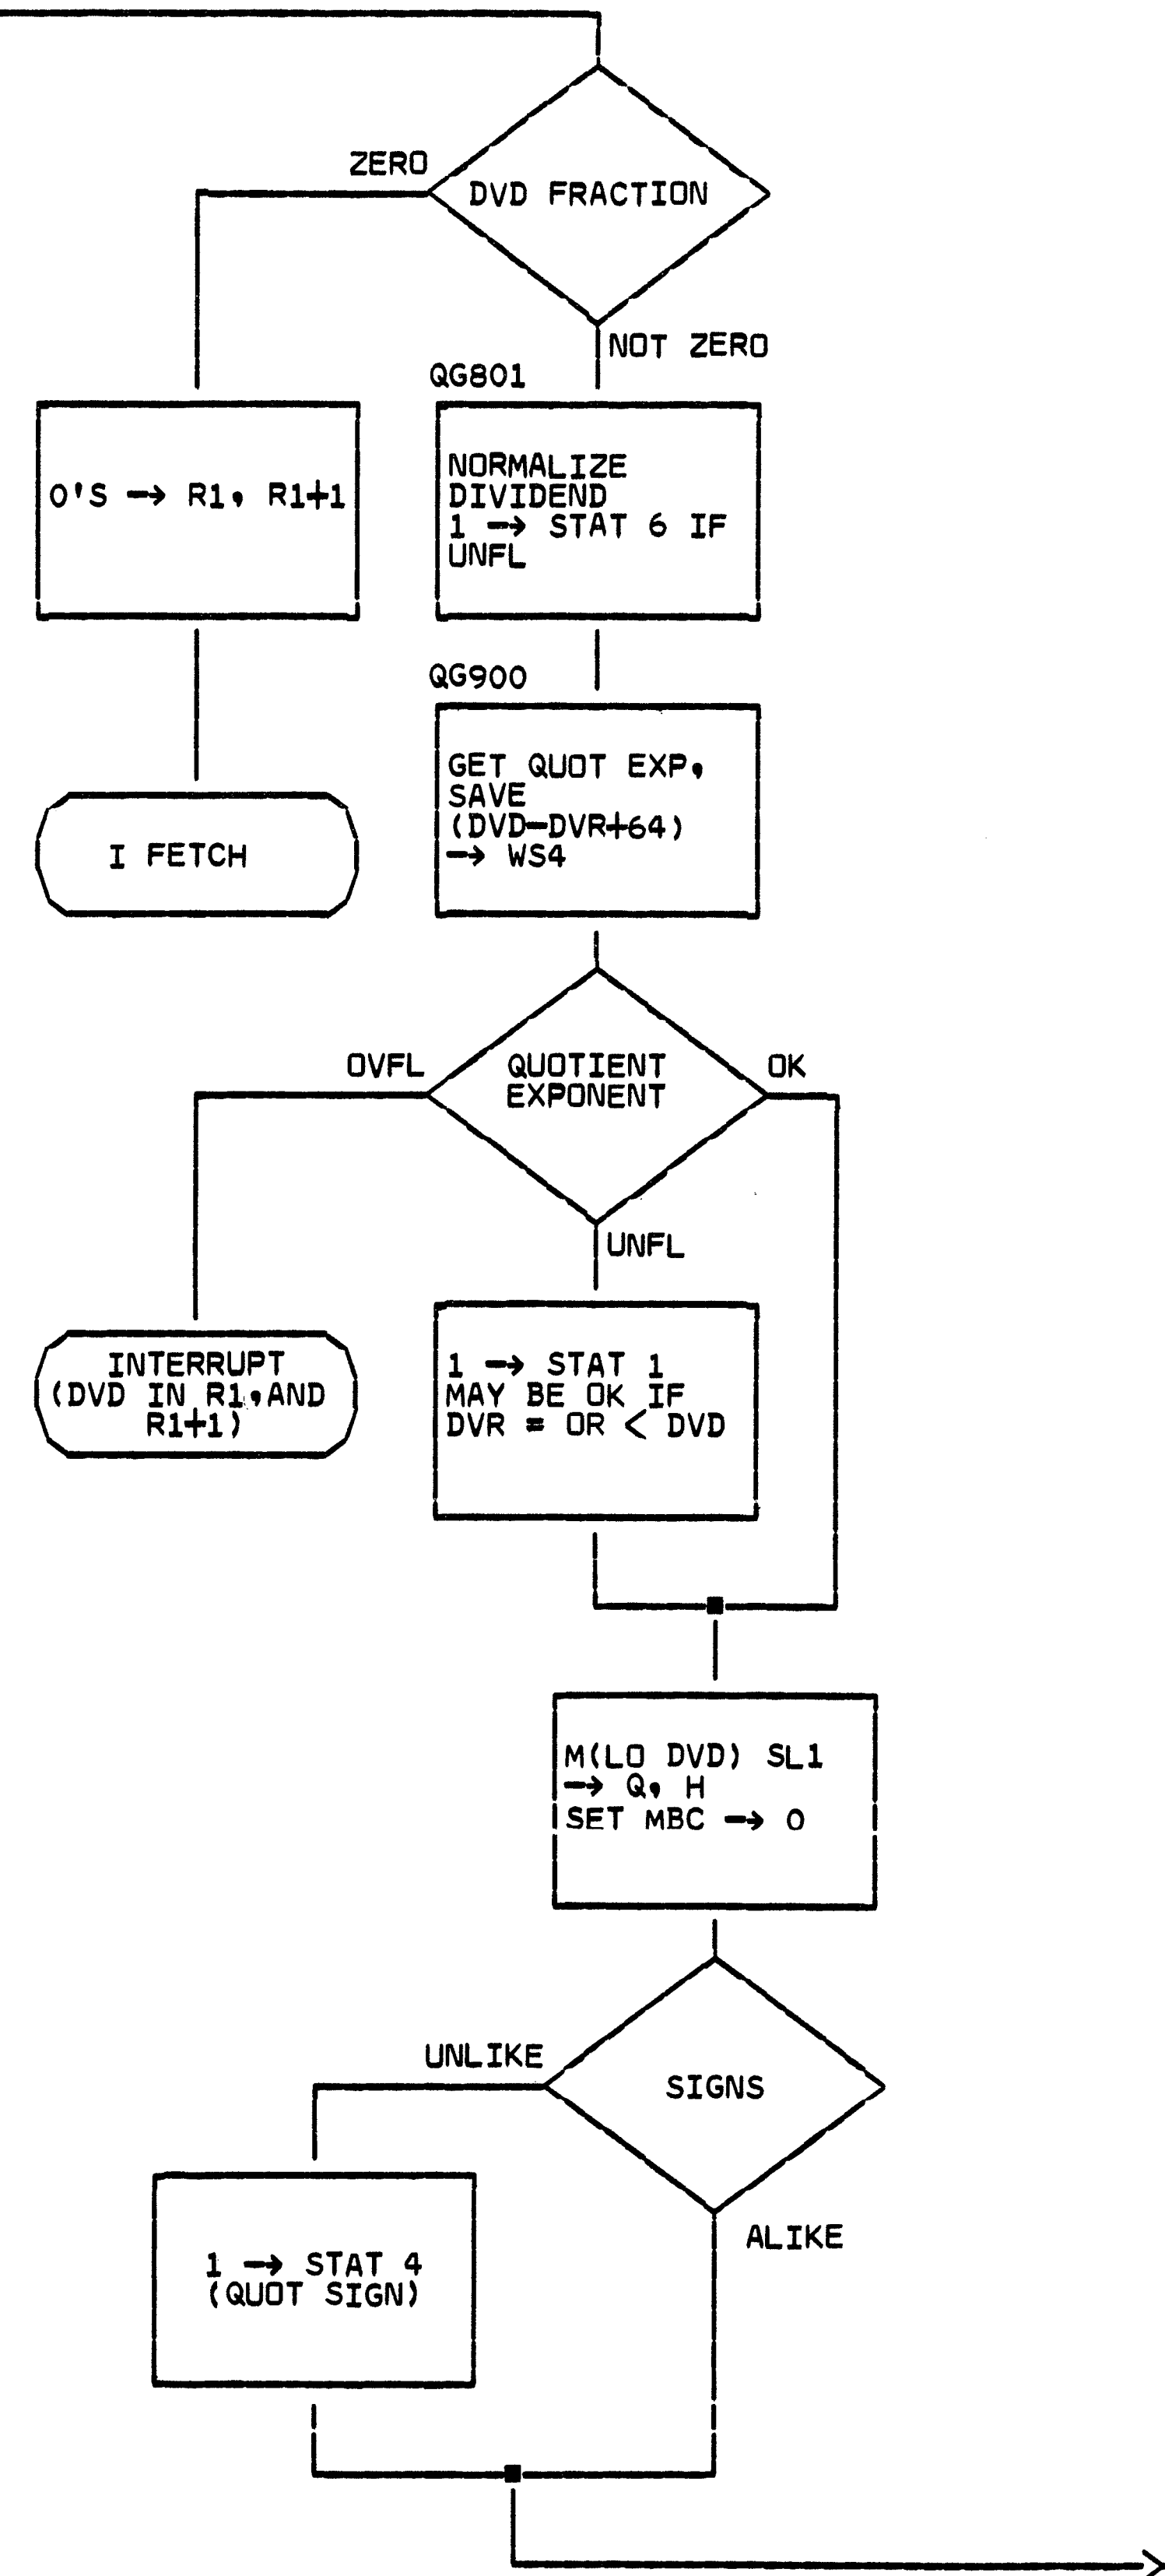 ZERO
DVD FRACTION
NOT ZERO
QG801
O'S → R1, R1+1
NORMALIZE
DIVIDEND
1 → STAT 6 IF
UNFL
QG900
GET QUOT EXP,
SAVE
(DVD-DVR+64)
→ WS4
I FETCH
OVFL
QUOTIENT
EXPONENT
OK
UNFL
INTERRUPT
(DVD IN R1,AND
R1+1)
1 → STAT 1
MAY BE OK IF
DVR = OR < DVD
M(LO DVD) SL1
→ Q, H
SET MBC → 0
UNLIKE
SIGNS
ALIKE
1 → STAT 4
(QUOT SIGN)